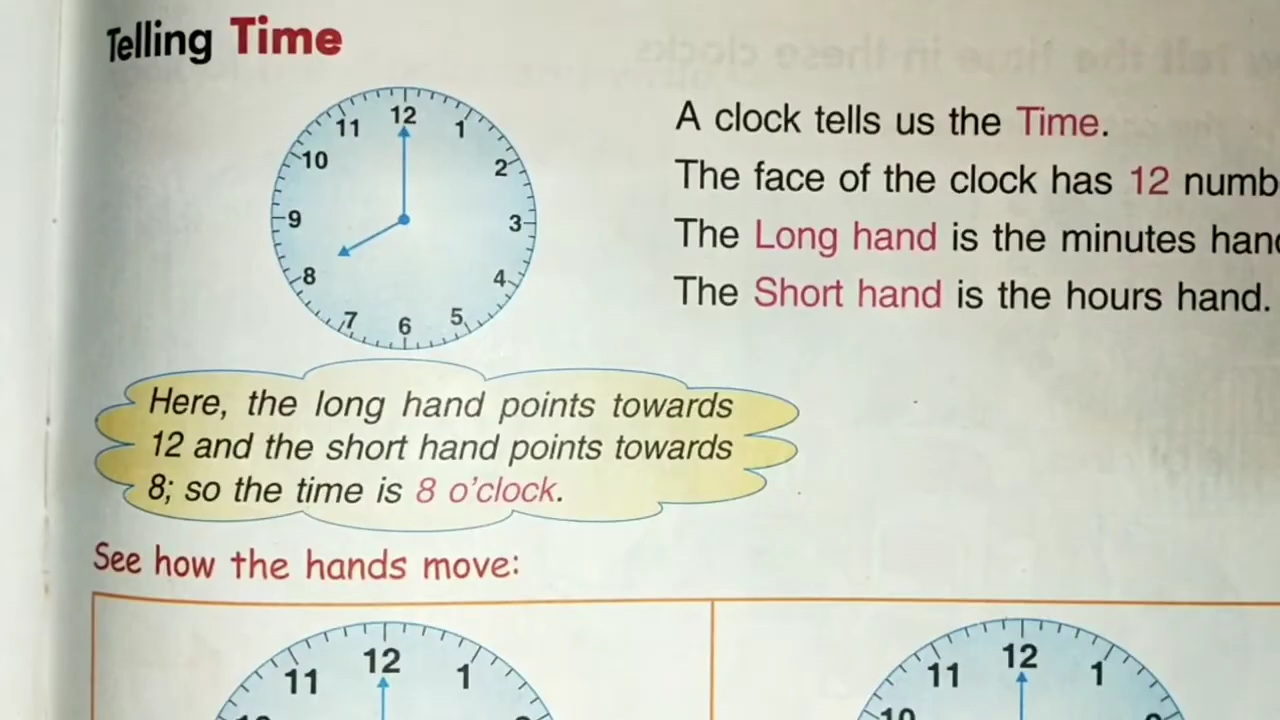 Telling Time
12
11
1
10
2
9
3
8
4
7
6
5
A clock tells us the Time.
The face of the clock has 12
The Long hand is the minutes
The Short hand is the hours hand.
Here, the long hand points towards
12 and the short hand points towards
8; so the time is 8 o'clock.
See how the hands move:
12
11
1
12
11
1